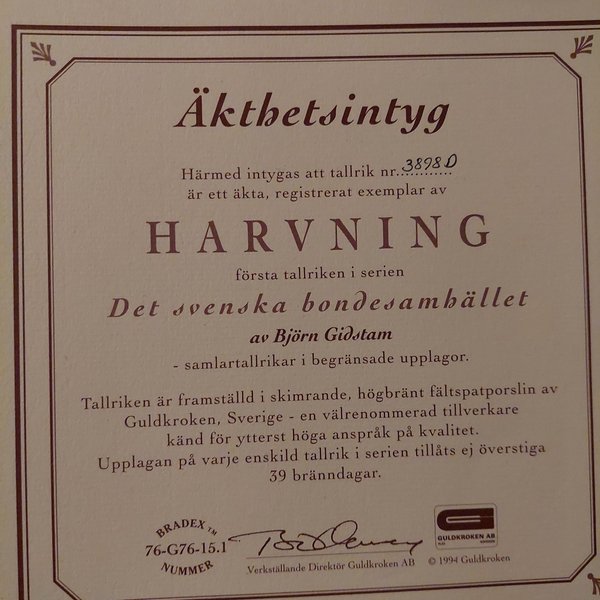 Äkthetsintyg
Härmed intygas att tallrik nr. 3898D
är ett äkta, registrerat exemplar av
HARVNING
första tallriken i serien
Det svenska bondesamhället
av Björn Gidstam
- samlartallrikar i begränsade upplagor.
Tallriken är framställd i skimrande, högbränt fältspatporslin av
Guldkroken, Sverige - en välrenommerad tillverkare
känd för ytterst höga anspråk på kvalitet.
Upplagan på varje enskild tallrik i serien tillåts ej överstiga
39 bränndagar.
BRADEX TM
76-G76-15.1
NUMMER
Verkställande Direktör Guldkroken AB
GULDKROKEN AB
© 1994 Guldkroken